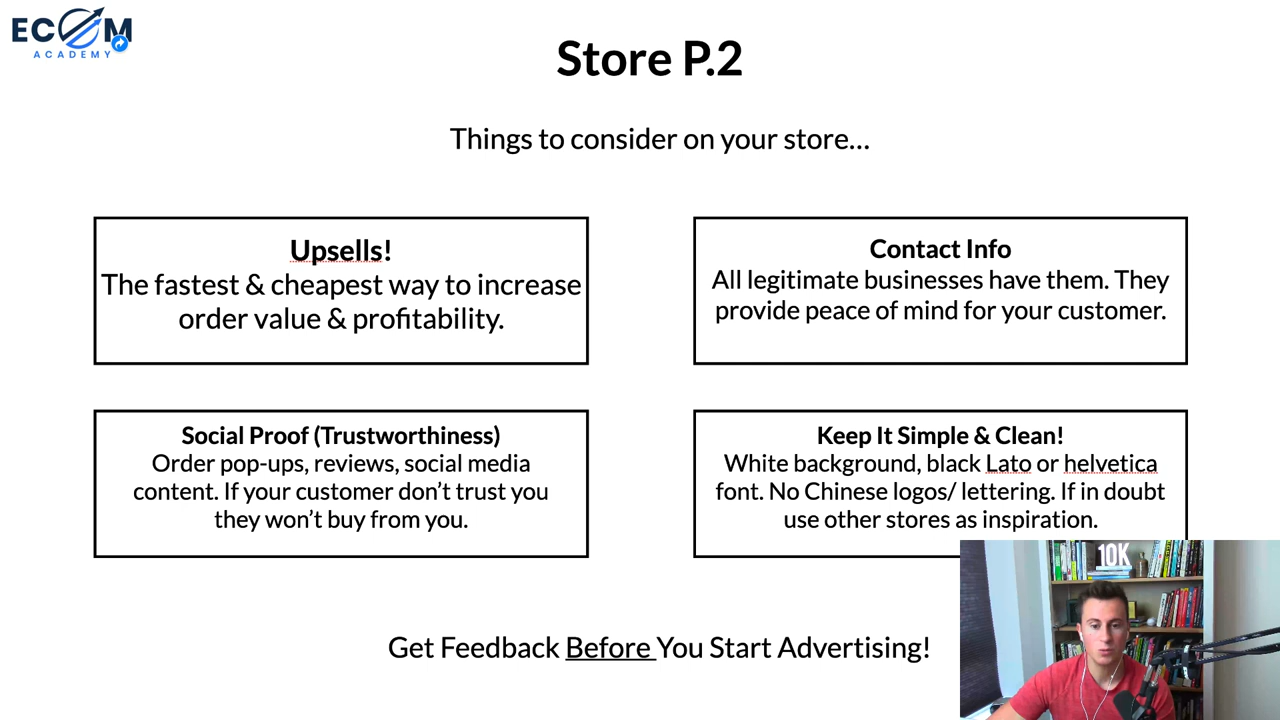 ECOM
ACADEMY
Store P.2
Things to consider on your store...
Upsells!
The fastest & cheapest way to increase
order value & profitability.
Contact Info
All legitimate businesses have them. They
provide peace of mind for your customer.
Social Proof (Trustworthiness)
Order pop-ups, reviews, social media
content. If your customer don’t trust you
they won’t buy from you.
Keep It Simple & Clean!
White background, black Lato or helvetica
font. No Chinese logos/ lettering. If in doubt
use other stores as inspiration.
10K
Get Feedback Before You Start Advertising!